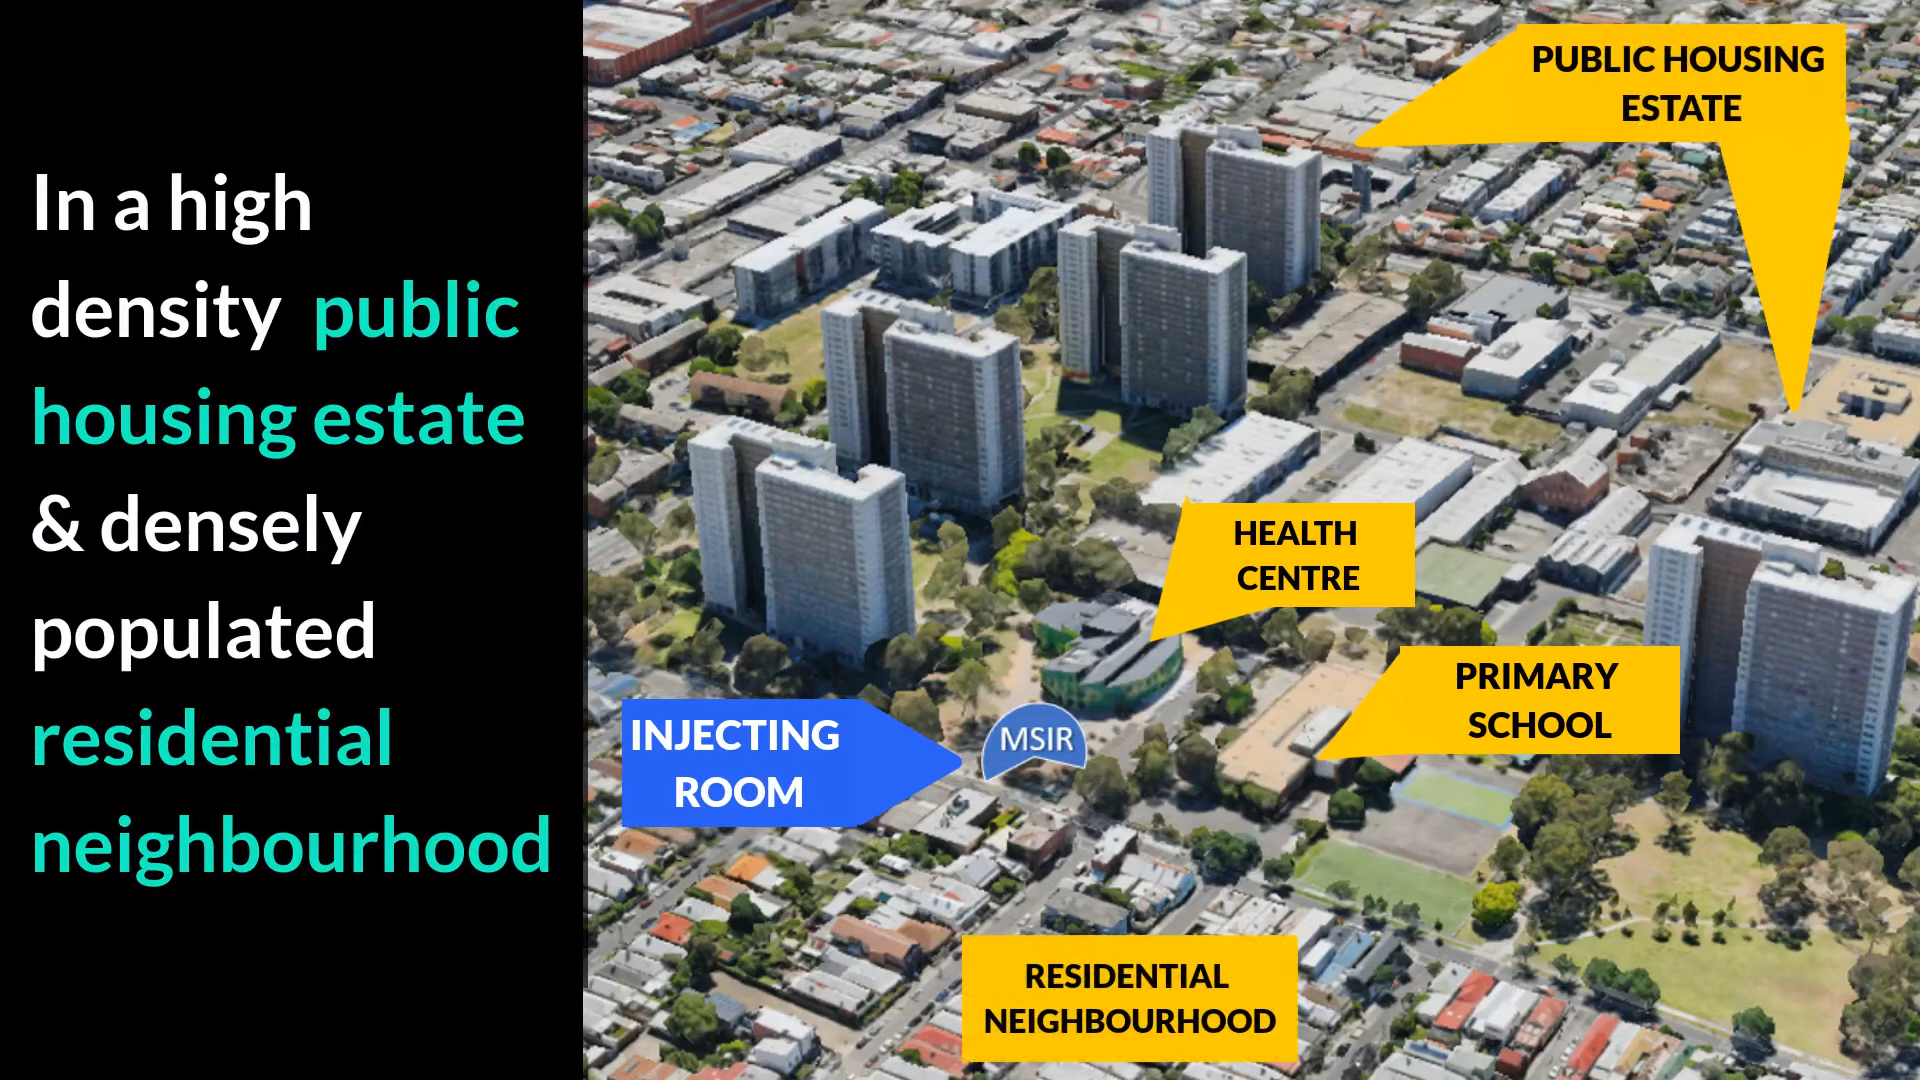 In a high
density public
housing estate
& densely
populated
residential
neighbourhood
PUBLIC HOUSING
ESTATE
HEALTH
CENTRE
PRIMARY
SCHOOL
INJECTING
ROOM
MSIR
RESIDENTIAL
NEIGHBOURHOOD